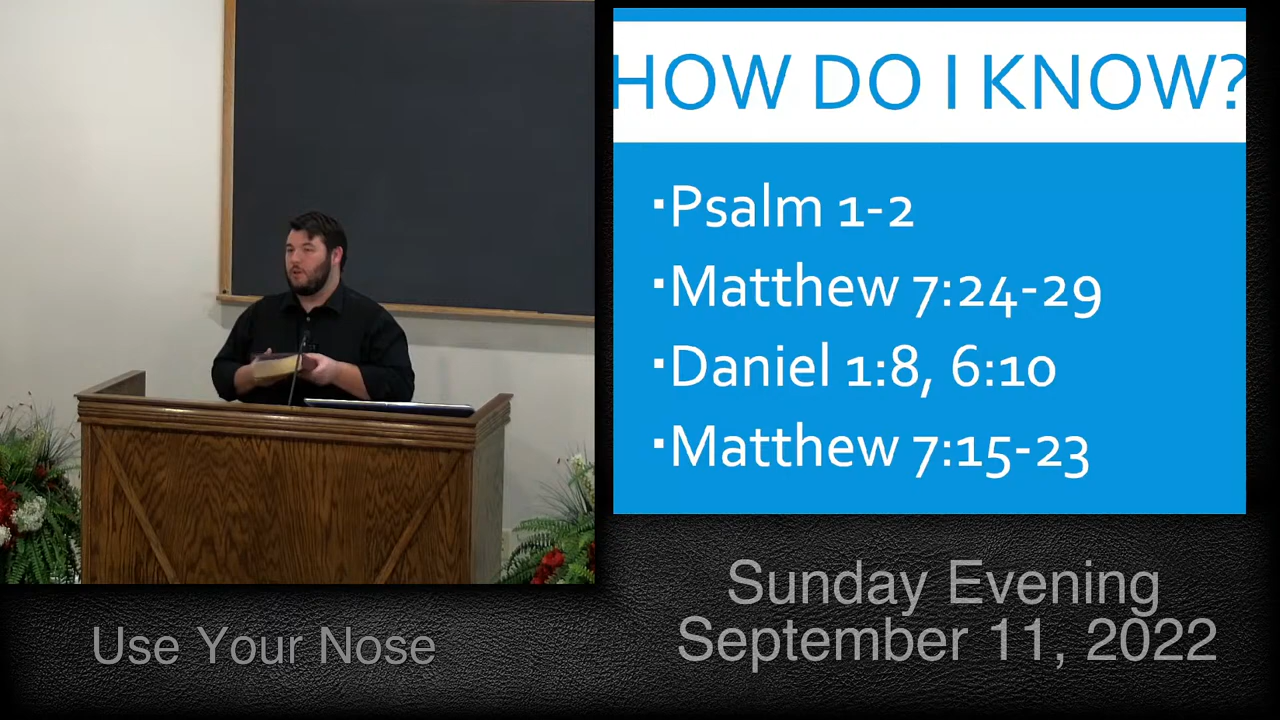 HOW DO I KNOW?
▪Psalm 1-2
▪Matthew 7:24-29
▪Daniel 1:8, 6:10
▪Matthew 7:15-23
Sunday Evening
September 11, 2022
Use Your Nose